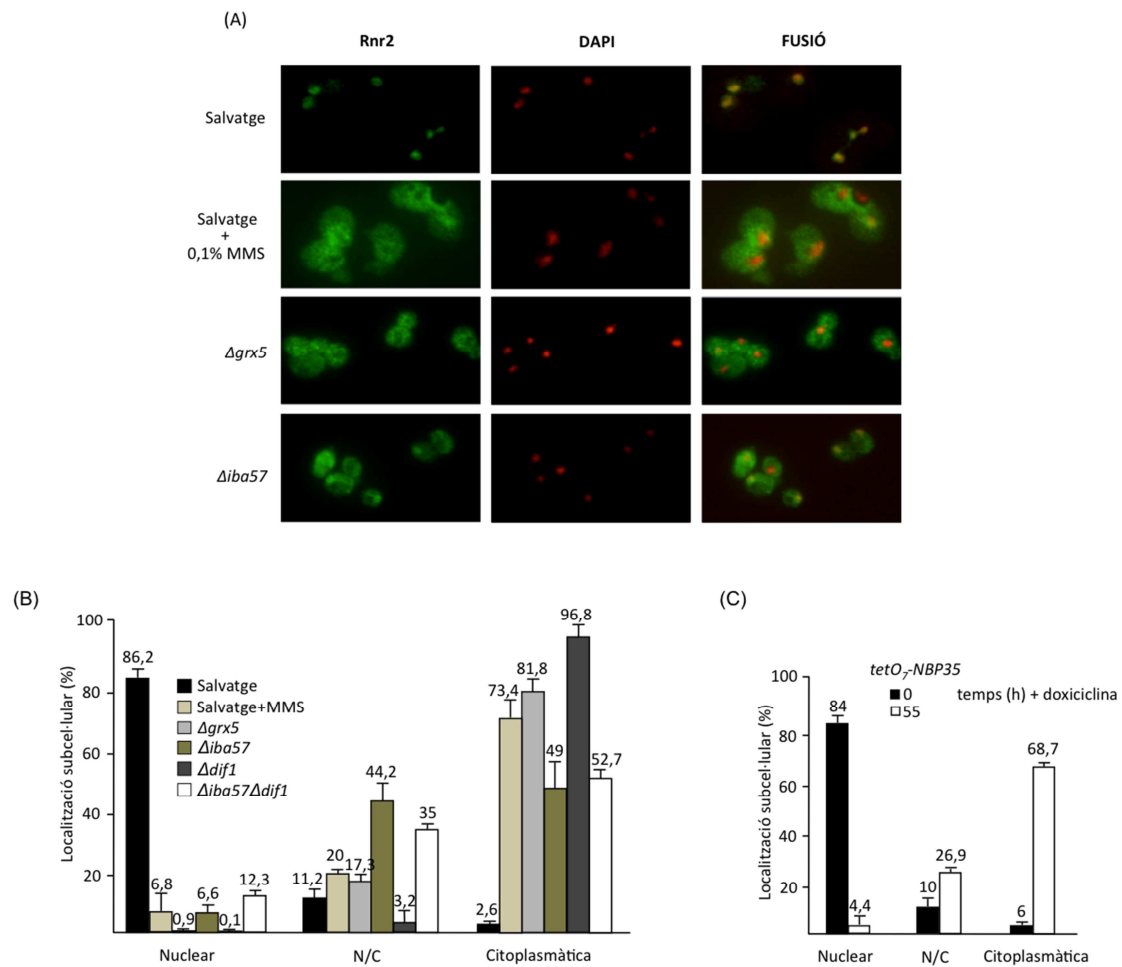 (A)
Rnr2 DAPI FUSIÓ
Salvatge
Salvatge
+
0,1% MMS
Δgrx5
Δiba57
(B)
Localització subcel·lular (%)
100
80
60
40
20
86,2
6,8
0,9
6,6
0,1
12,3
11,2
20
17,3
44,2
3,2
35
2,6
73,4
81,8
49
96,8
52,7
Salvatge
Salvatge+MMS
Δgrx5
Δiba57
Δdif1
Δiba57Δdif1
Nuclear N/C Citoplasmàtica
(C)
Localització subcel·lular (%)
tetO7-NBP35
0 temps (h) + doxiciclina
55
100
80
60
40
20
84
4,4
10
26,9
6
68,7
Nuclear N/C Citoplasmàtica